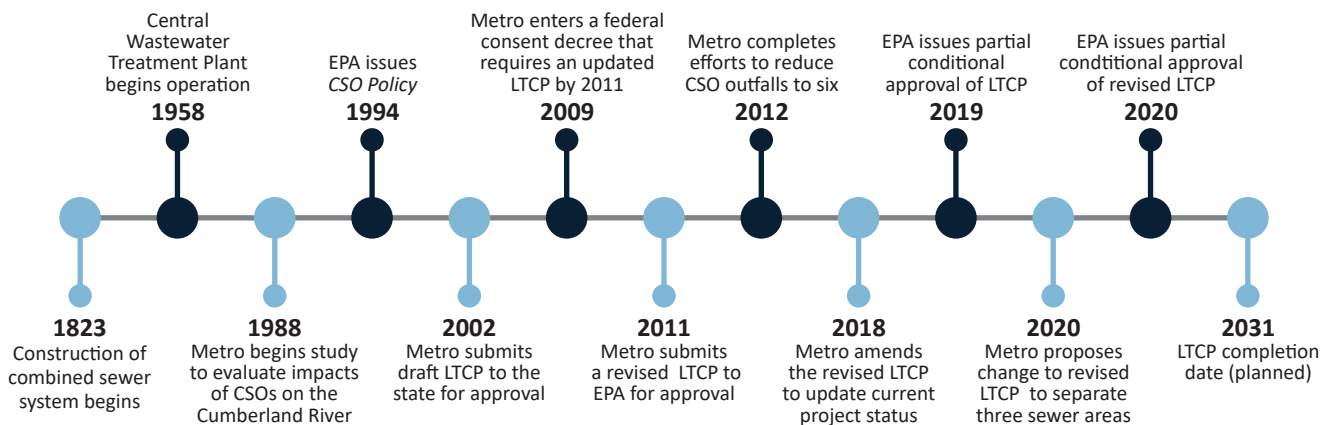 Central
Wastewater
Treatment Plant
begins operation
1958
EPA issues
CSO Policy
1994
Metro enters a federal
consent decree that
requires an updated
LTCP by 2011
2009
Metro completes
efforts to reduce
CSO outfalls to six
2012
EPA issues partial
conditional
approval of LTCP
2019
EPA issues partial
conditional approval
of revised LTCP
2020
1823
Construction of
combined sewer
system begins
1988
Metro begins study
to evaluate impacts
of CSOs on the
Cumberland River
2002
Metro submits
draft LTCP to the
state for approval
2011
Metro submits
a revised LTCP to
EPA for approval
2018
Metro amends
the revised LTCP
to update current
project status
2020
Metro proposes
change to revised
LTCP to separate
three sewer areas
2031
LTCP completion
date (planned)